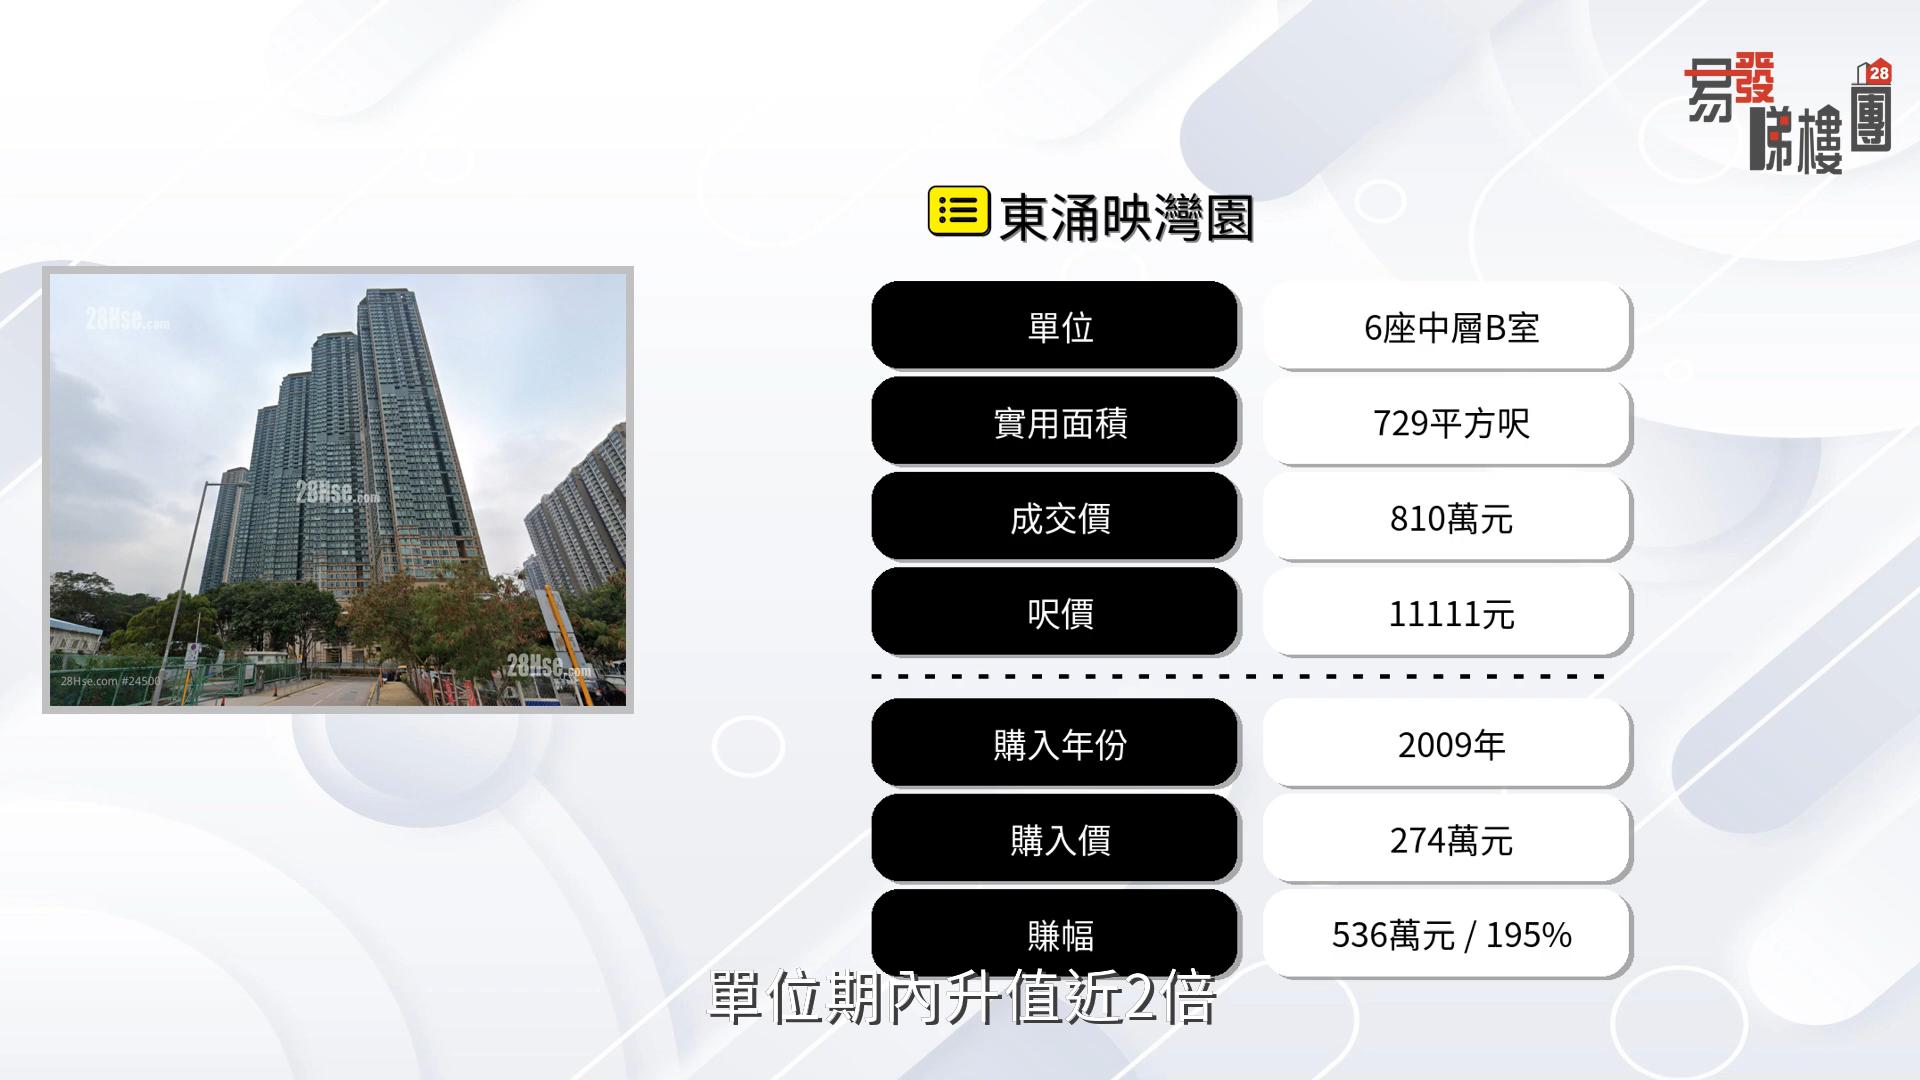 易發睇樓團
28
東涌映灣園
單位 6座中層B室
實用面積 729平方呎
成交價 810萬元
呎價 11111元
購入年份 2009年
購入價 274萬元
賺幅 536萬元 / 195%
28Hse.com
28Hse.com
28Hse.com
28Hse.com #24500
單位期內升值近2倍